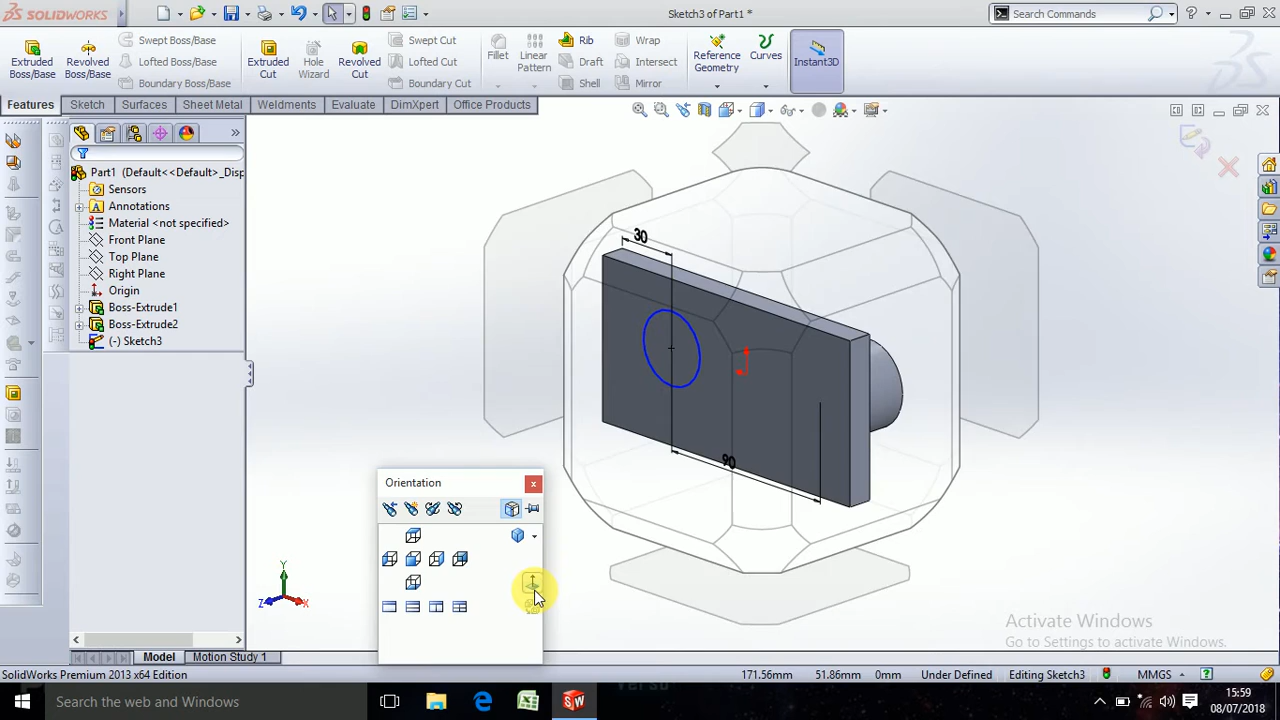 SOLIDWORKS
Sketch3 of Part1 *
Search Commands
Extruded Boss/Base
Revolved Boss/Base
Swept Boss/Base
Lofted Boss/Base
Boundary Boss/Base
Extruded Cut
Hole Wizard
Revolved Cut
Swept Cut
Lofted Cut
Boundary Cut
Fillet
Linear Pattern
Rib
Draft
Shell
Wrap
Intersect
Mirror
Reference Geometry
Curves
Instant3D
Features
Sketch
Surfaces
Sheet Metal
Weldments
Evaluate
DimXpert
Office Products
Part1 (Default<<Default>_Disp
Sensors
Annotations
Material <not specified>
Front Plane
Top Plane
Right Plane
Origin
Boss-Extrude1
Boss-Extrude2
(-) Sketch3
30
90
Orientation
Y
Z
X
Activate Windows
Go to Settings to activate Windows.
Model
Motion Study 1
SolidWorks Premium 2013 x64 Edition
171.56mm
51.86mm
0mm
Under Defined
Editing Sketch3
MMGS
Search the web and Windows
15:59
08/07/2018